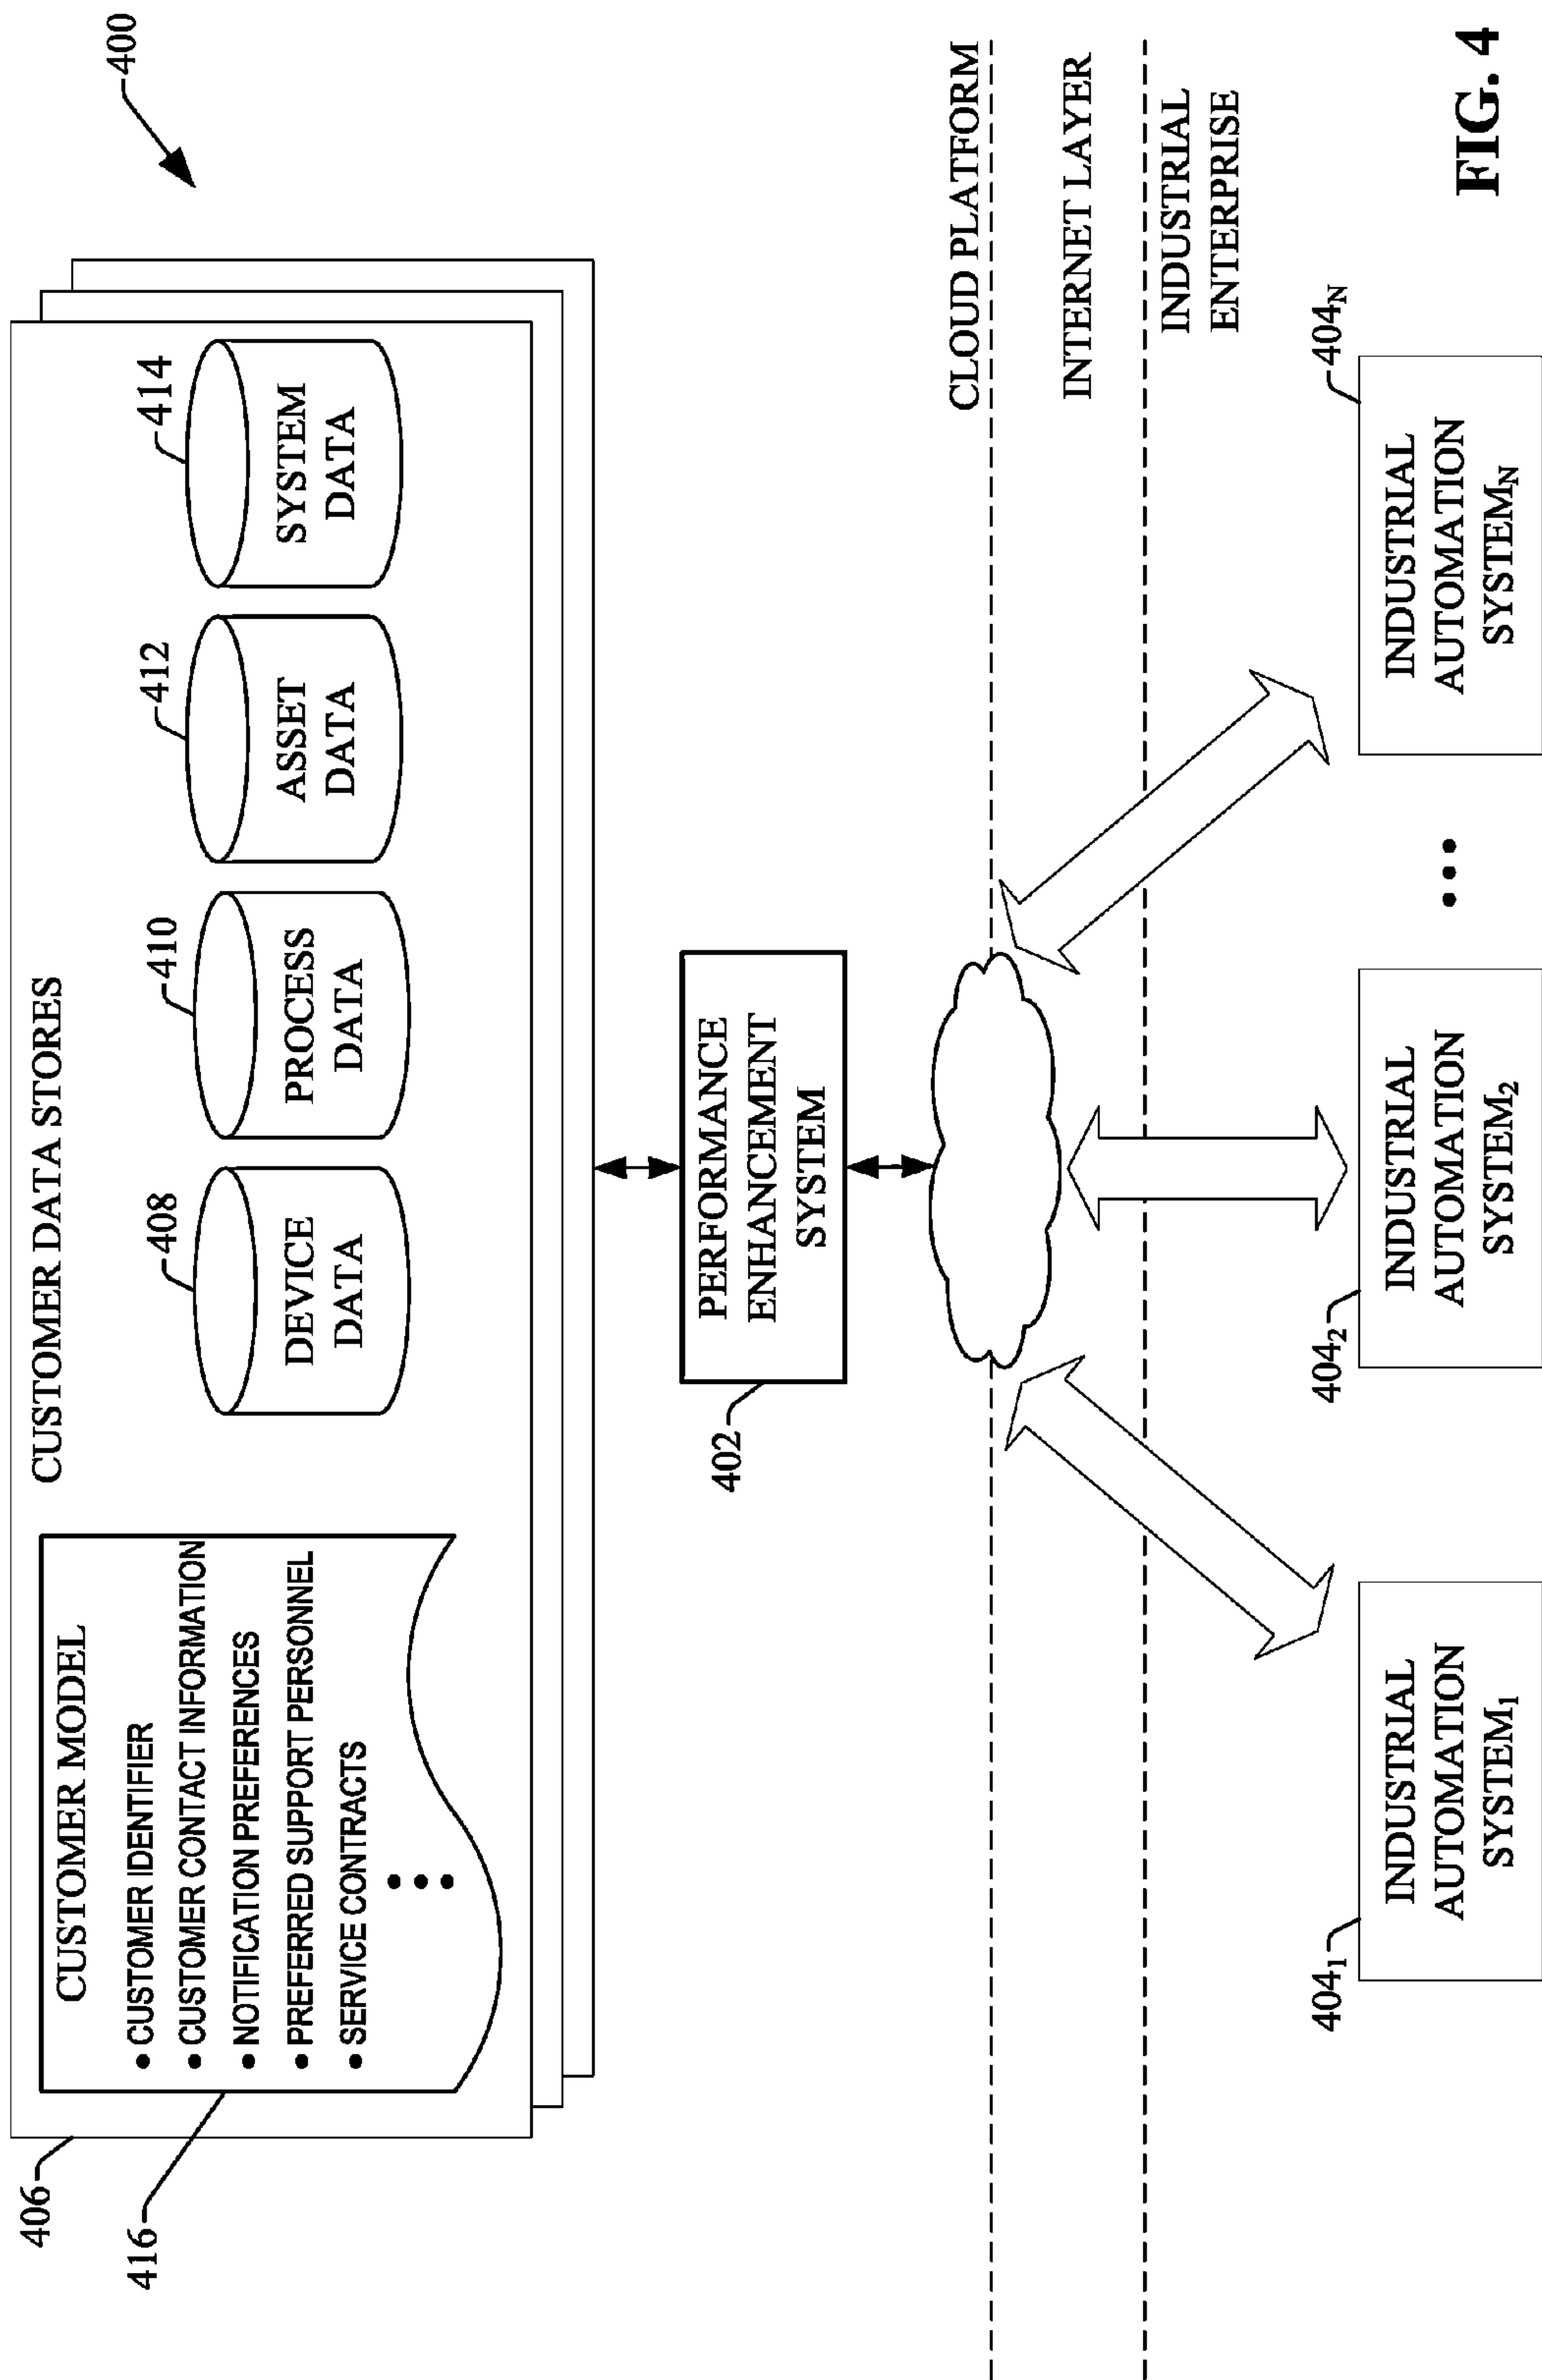 400
CUSTOMER DATA STORES
406
416
CUSTOMER MODEL
• CUSTOMER IDENTIFIER
• CUSTOMER CONTACT INFORMATION
• NOTIFICATION PREFERENCES
• PREFERRED SUPPORT PERSONNEL
• SERVICE CONTRACTS
408
DEVICE
DATA
410
PROCESS
DATA
412
ASSET
DATA
414
SYSTEM
DATA
402
PERFORMANCE
ENHANCEMENT
SYSTEM
CLOUD PLATFORM
INTERNET LAYER
INDUSTRIAL
ENTERPRISE
404₁
INDUSTRIAL
AUTOMATION
SYSTEM₁
404₂
INDUSTRIAL
AUTOMATION
SYSTEM₂
•••
404N
INDUSTRIAL
AUTOMATION
SYSTEMN
FIG. 4